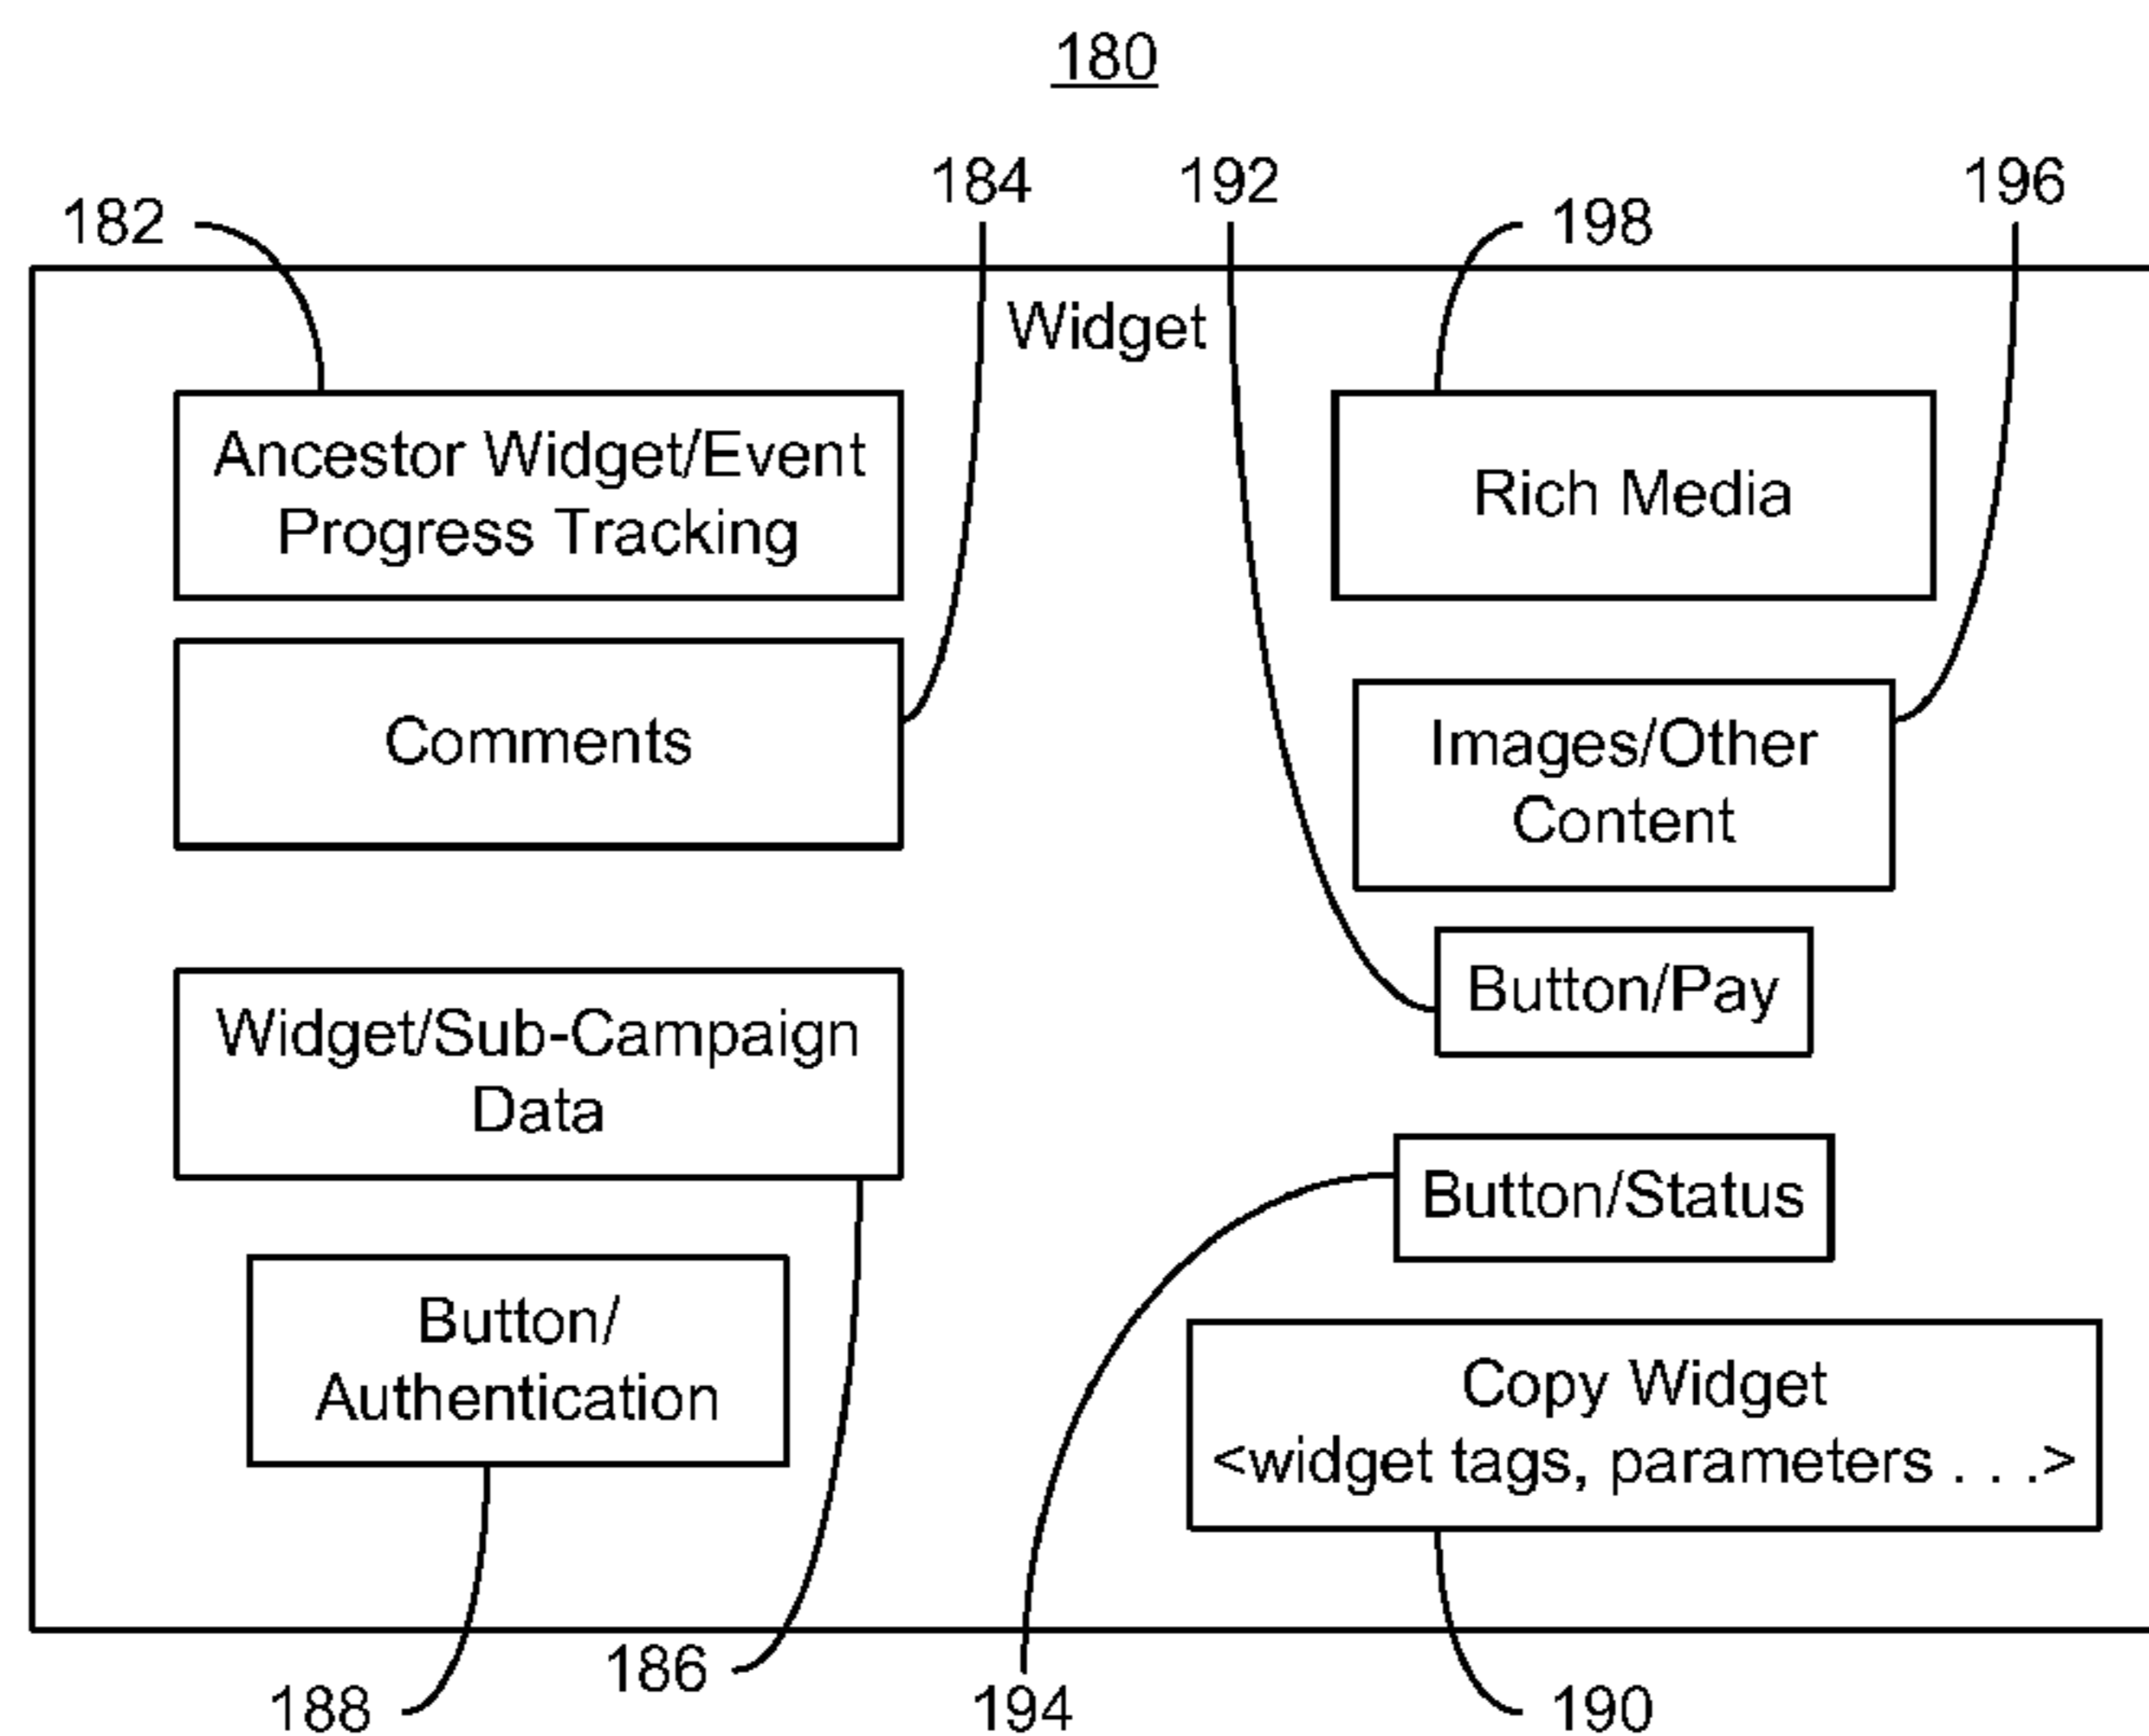 180
184
192
196
182
198
Widget
Ancestor Widget/Event
Progress Tracking
Rich Media
Comments
Images/Other
Content
Button/Pay
Widget/Sub-Campaign
Data
Button/Status
Button/
Authentication
Copy Widget
<widget tags, parameters . . .>
186
188
194
190